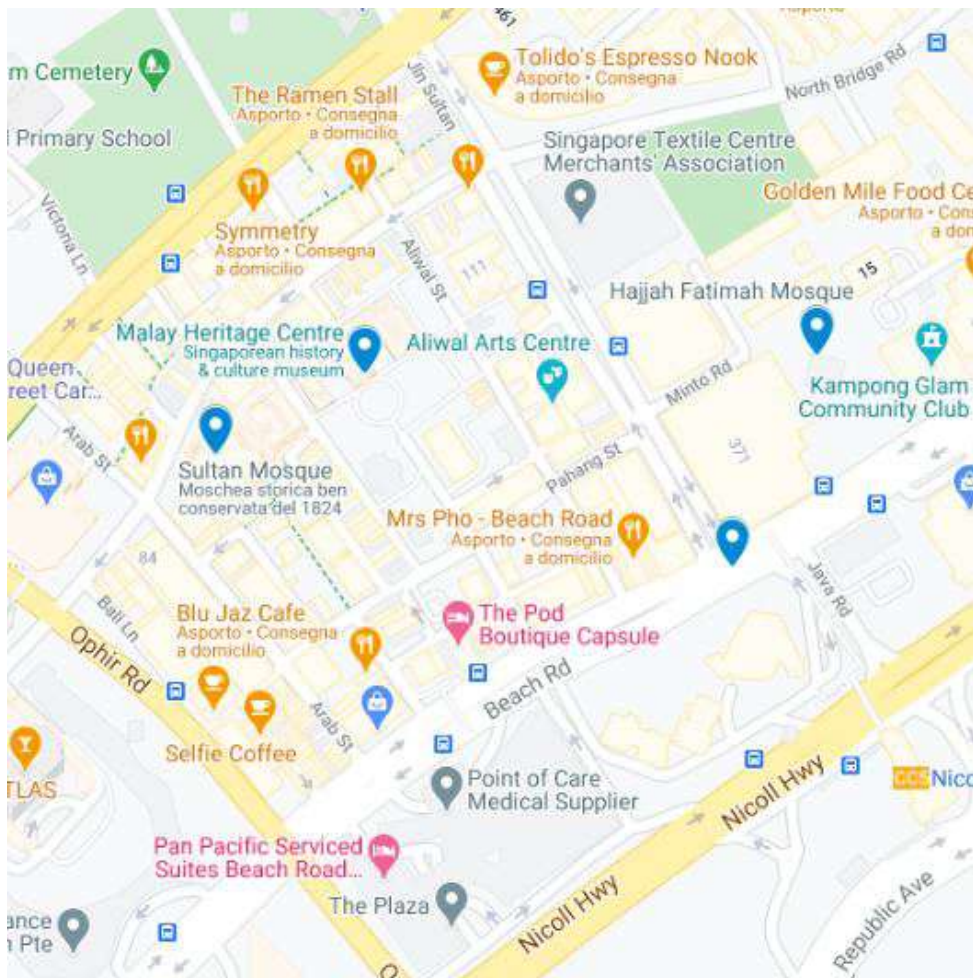 461
Asporto
Tolido's Espresso Nook
Asporto • Consegna
a domicilio
North Bridge Rd
m Cemetery
The Ramen Stall
Asporto • Consegna
a domicilio
Jln Sultan
l Primary School
Singapore Textile Centre
Merchants' Association
Golden Mile Food Ce
Asporto • Cons
a dom
Victoria Ln
Symmetry
Asporto • Consegna
a domicilio
Aliwal St
111
15
Hajjah Fatimah Mosque
Malay Heritage Centre
Singaporean history
& culture museum
Aliwal Arts Centre
Queen
reet Car...
Minto Rd
Kampong Glam
Community Club
Arab St
Sultan Mosque
Moschea storica ben
conservata del 1824
Pahang St
371
Mrs Pho - Beach Road
Asporto • Consegna
a domicilio
84
Bali Ln
Java Rd
Blu Jaz Cafe
Asporto • Consegna
a domicilio
The Pod
Boutique Capsule
Ophir Rd
Beach Rd
Arab St
Selfie Coffee
TLAS
Point of Care
Medical Supplier
Nicoll Hwy
CC5 Nico
Pan Pacific Serviced
Suites Beach Road...
The Plaza
Nicoll Hwy
Republic Ave
ance
n Pte
O